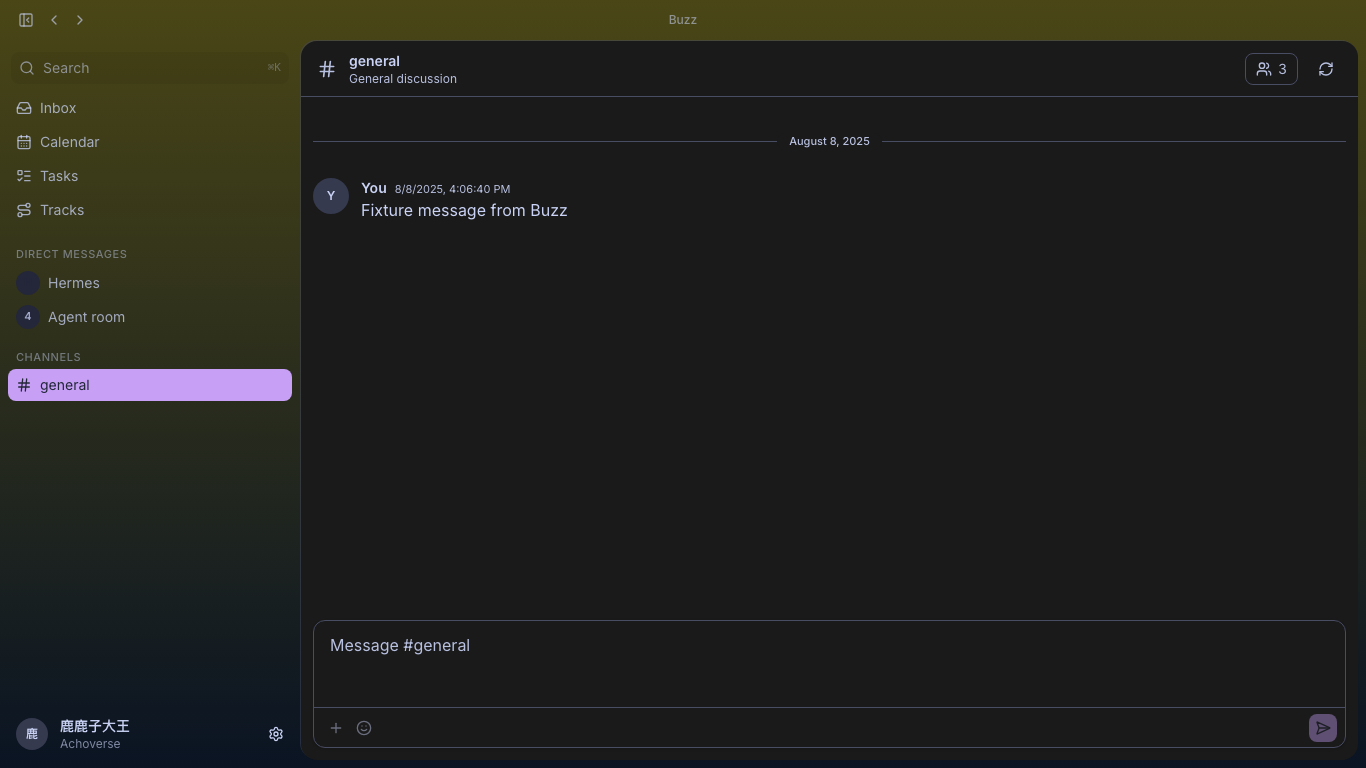 Buzz
Search
⌘K
Inbox
Calendar
Tasks
Tracks
DIRECT MESSAGES
Hermes
4
Agent room
CHANNELS
general
鹿
鹿鹿子大王
Achoverse
general
General discussion
3
August 8, 2025
Y
You 8/8/2025, 4:06:40 PM
Fixture message from Buzz
Message #general